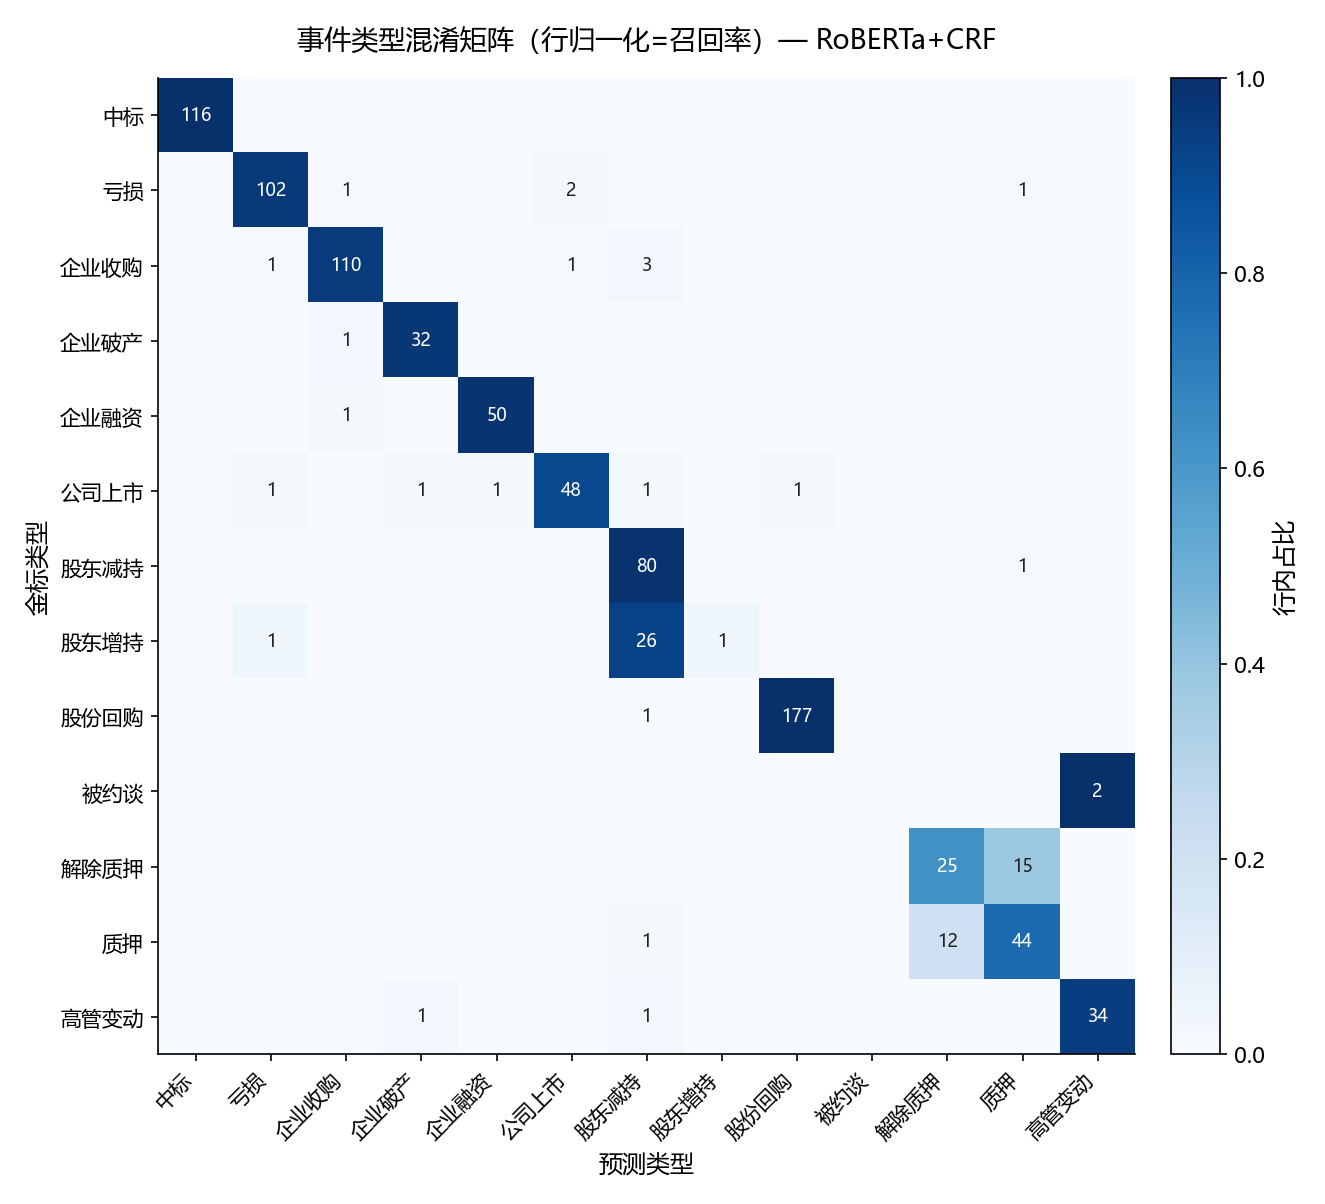 事件类型混淆矩阵（行归一化=召回率）— RoBERTa+CRF
金标类型
中标 116
亏损 102 1 2 1
企业收购 1 110 1 3
企业破产 1 32
企业融资 1 50
公司上市 1 1 1 48 1 1
股东减持 80 1
股东增持 1 26 1
股份回购 1 177
被约谈 2
解除质押 25 15
质押 1 12 44
高管变动 1 1 34
中标 亏损 企业收购 企业破产 企业融资 公司上市 股东减持 股东增持 股份回购 被约谈 解除质押 质押 高管变动
预测类型
1.0
0.8
0.6
0.4
0.2
0.0
行内占比